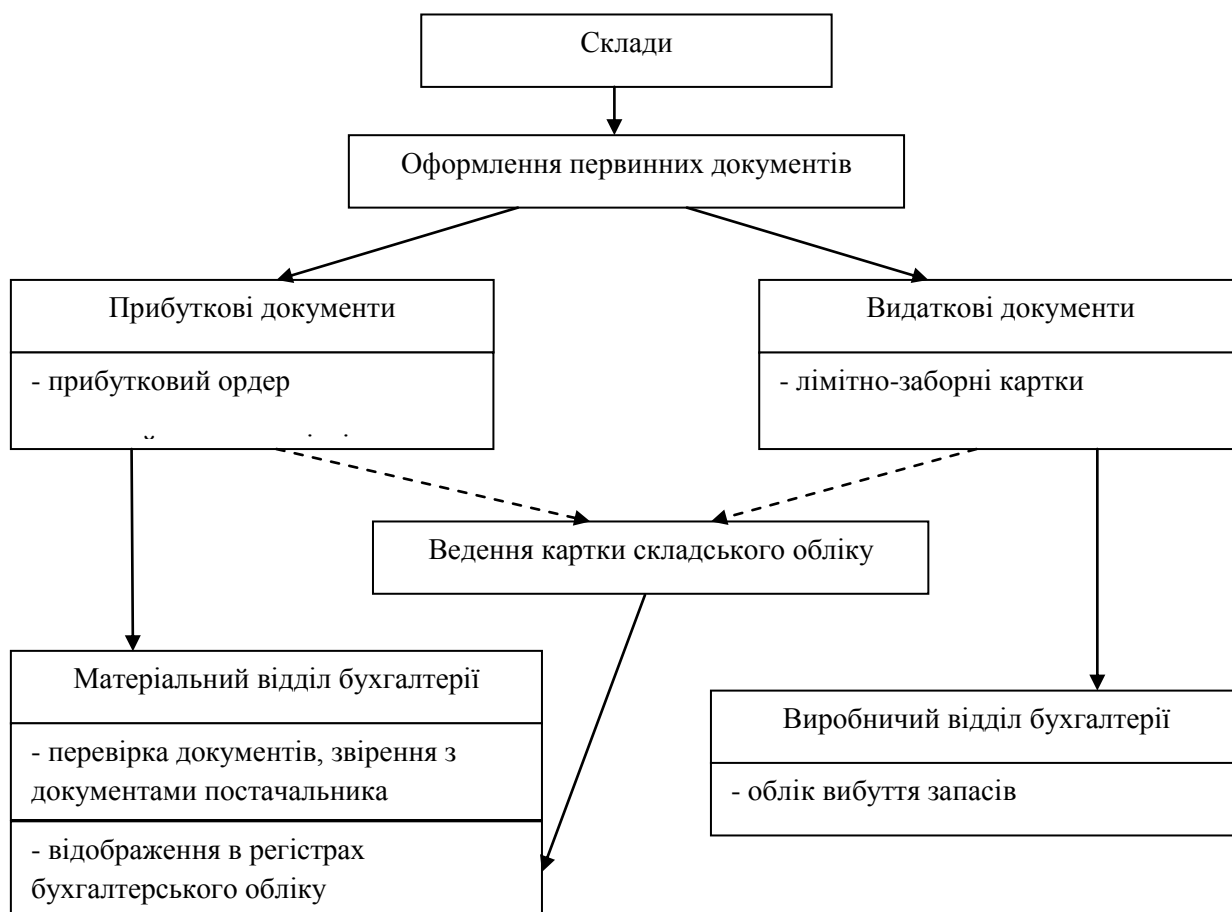 Склади
Оформлення первинних документів
Прибуткові документи
- прибутковий ордер
Видаткові документи
- лімітно-заборні картки
Ведення картки складського обліку
Матеріальний відділ бухгалтерії
- перевірка документів, звірення з
документами постачальника
- відображення в регістрах
бухгалтерського обліку
Виробничий відділ бухгалтерії
- облік вибуття запасів